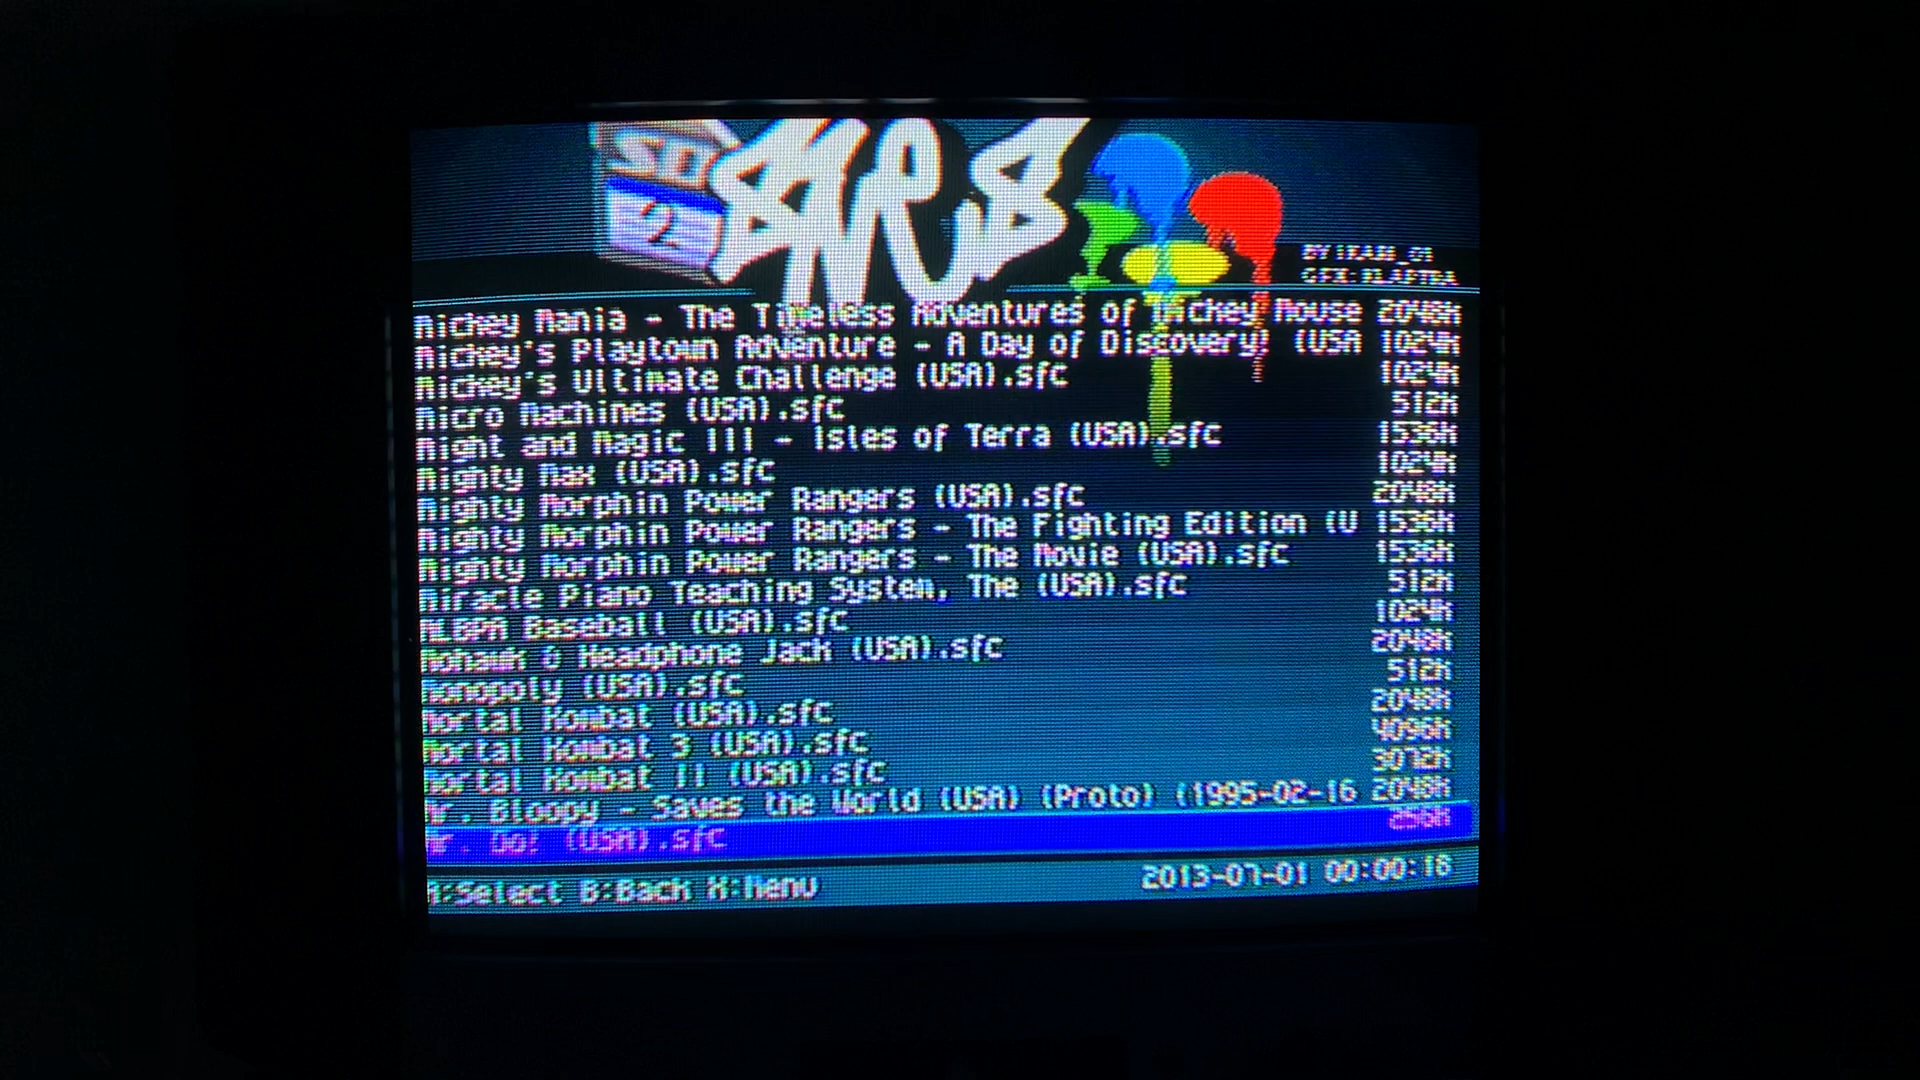 SD
2
SNES
BY:IKARI_01
Mickey Mania - The Timeless Adventures of Mickey Mouse 2048k
Mickey's Playtown Adventure - A Day of Discovery! (USA 1024k
Mickey's Ultimate Challenge (USA).sfc 1024k
Micro Machines (USA).sfc 512k
Might and Magic III - Isles of Terra (USA).sfc 1536k
Mighty Max (USA).sfc 1024k
Mighty Morphin Power Rangers (USA).sfc 2048k
Mighty Morphin Power Rangers - The Fighting Edition (U 1536k
Mighty Morphin Power Rangers - The Movie (USA).sfc 1536k
Miracle Piano Teaching System, The (USA).sfc 512k
MLBPA Baseball (USA).sfc 1024k
Mohawk & Headphone Jack (USA).sfc 2048k
Monopoly (USA).sfc 512k
Mortal Kombat (USA).sfc 2048k
Mortal Kombat 3 (USA).sfc 4096k
Mortal Kombat II (USA).sfc 3072k
Mr. Bloopy - Saves the World (USA) (Proto) (1995-02-16 2048k
Mr. Do! (USA).sfc 256k
A:Select B:Back X:Menu 2013-07-01 00:00:16